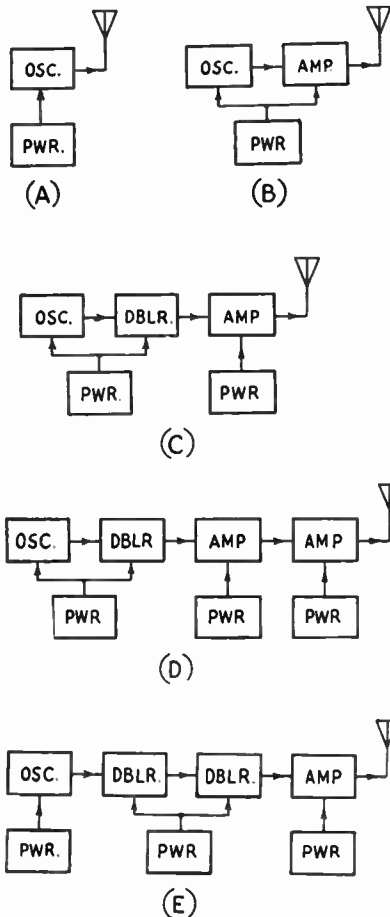 OSC.
PWR.
(A)
OSC. AMP.
PWR
(B)
OSC. DBLR. AMP
PWR. PWR
(C)
OSC. DBLR AMP AMP
PWR PWR PWR
(D)
OSC. DBLR. DBLR. AMP
PWR. PWR PWR
(E)